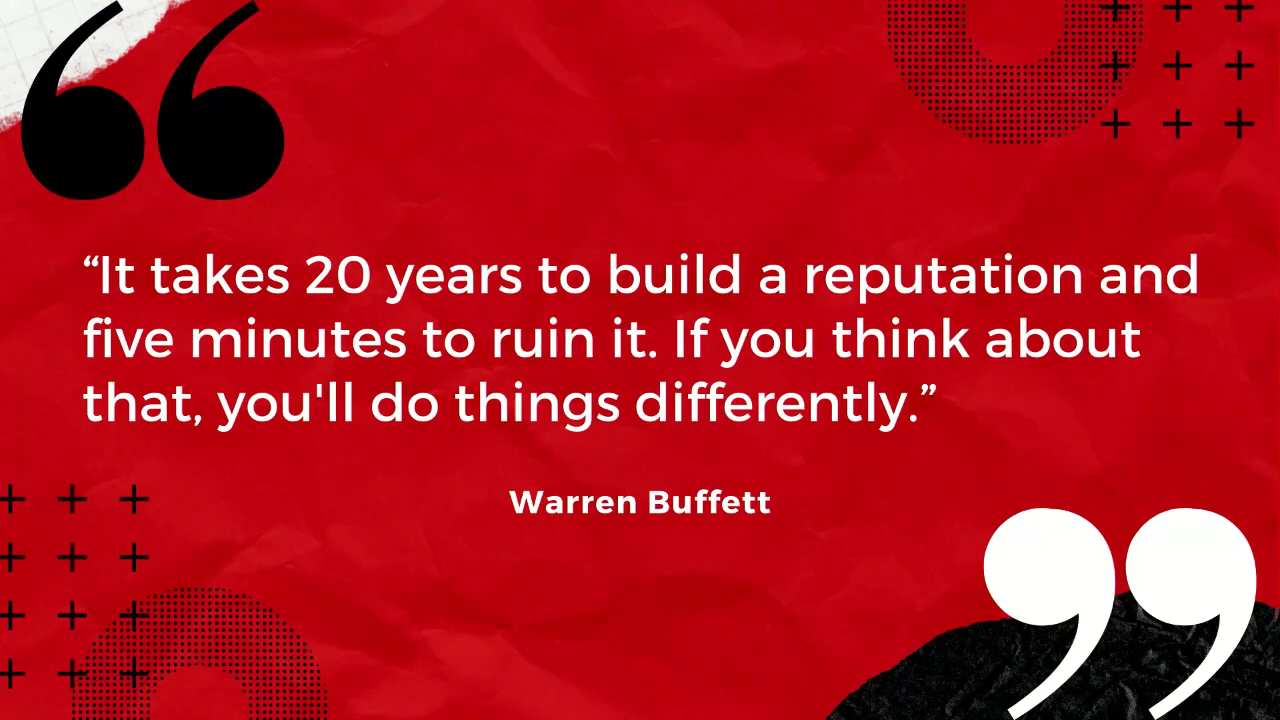 “It takes 20 years to build a reputation and
five minutes to ruin it. If you think about
that, you'll do things differently.”
Warren Buffett